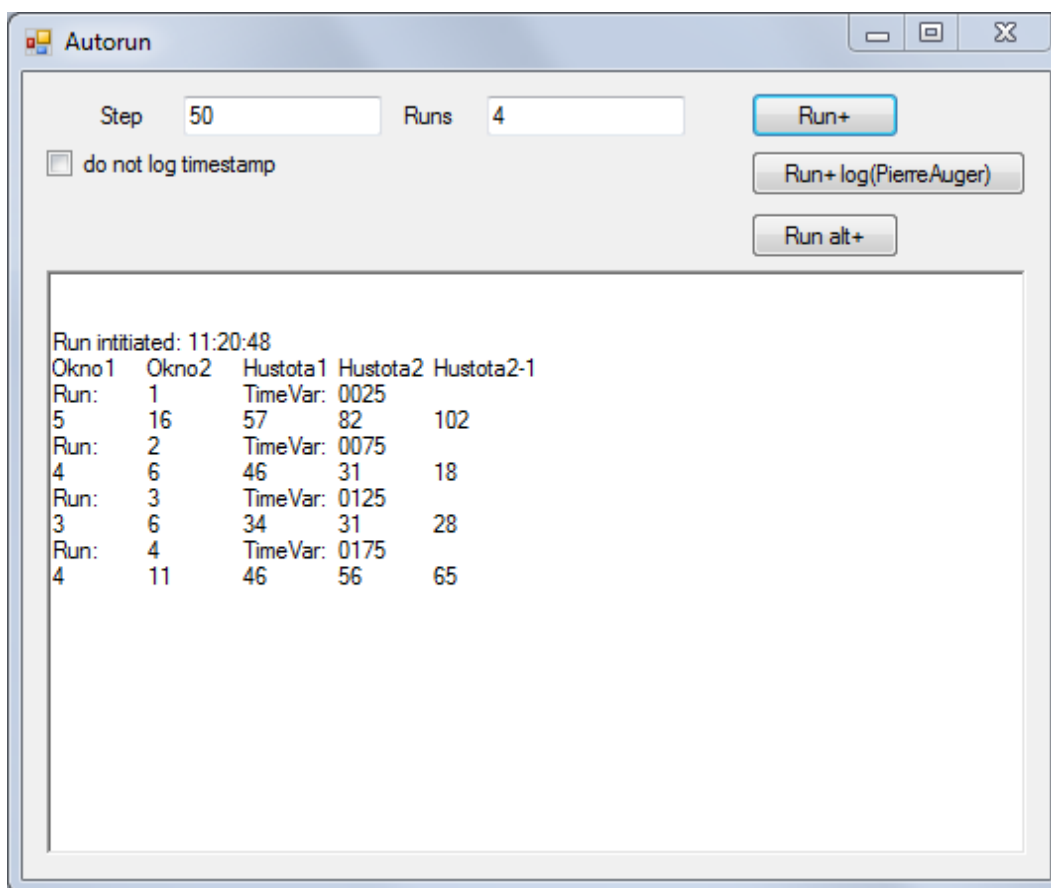 Autorun
Step 50 Runs 4 Run+
do not log timestamp Run+ log(PierreAuger)
Run alt+
Run intitiated: 11:20:48
Okno1 Okno2 Hustota1 Hustota2 Hustota2-1
Run: 1 TimeVar: 0025
5 16 57 82 102
Run: 2 TimeVar: 0075
4 6 46 31 18
Run: 3 TimeVar: 0125
3 6 34 31 28
Run: 4 TimeVar: 0175
4 11 46 56 65